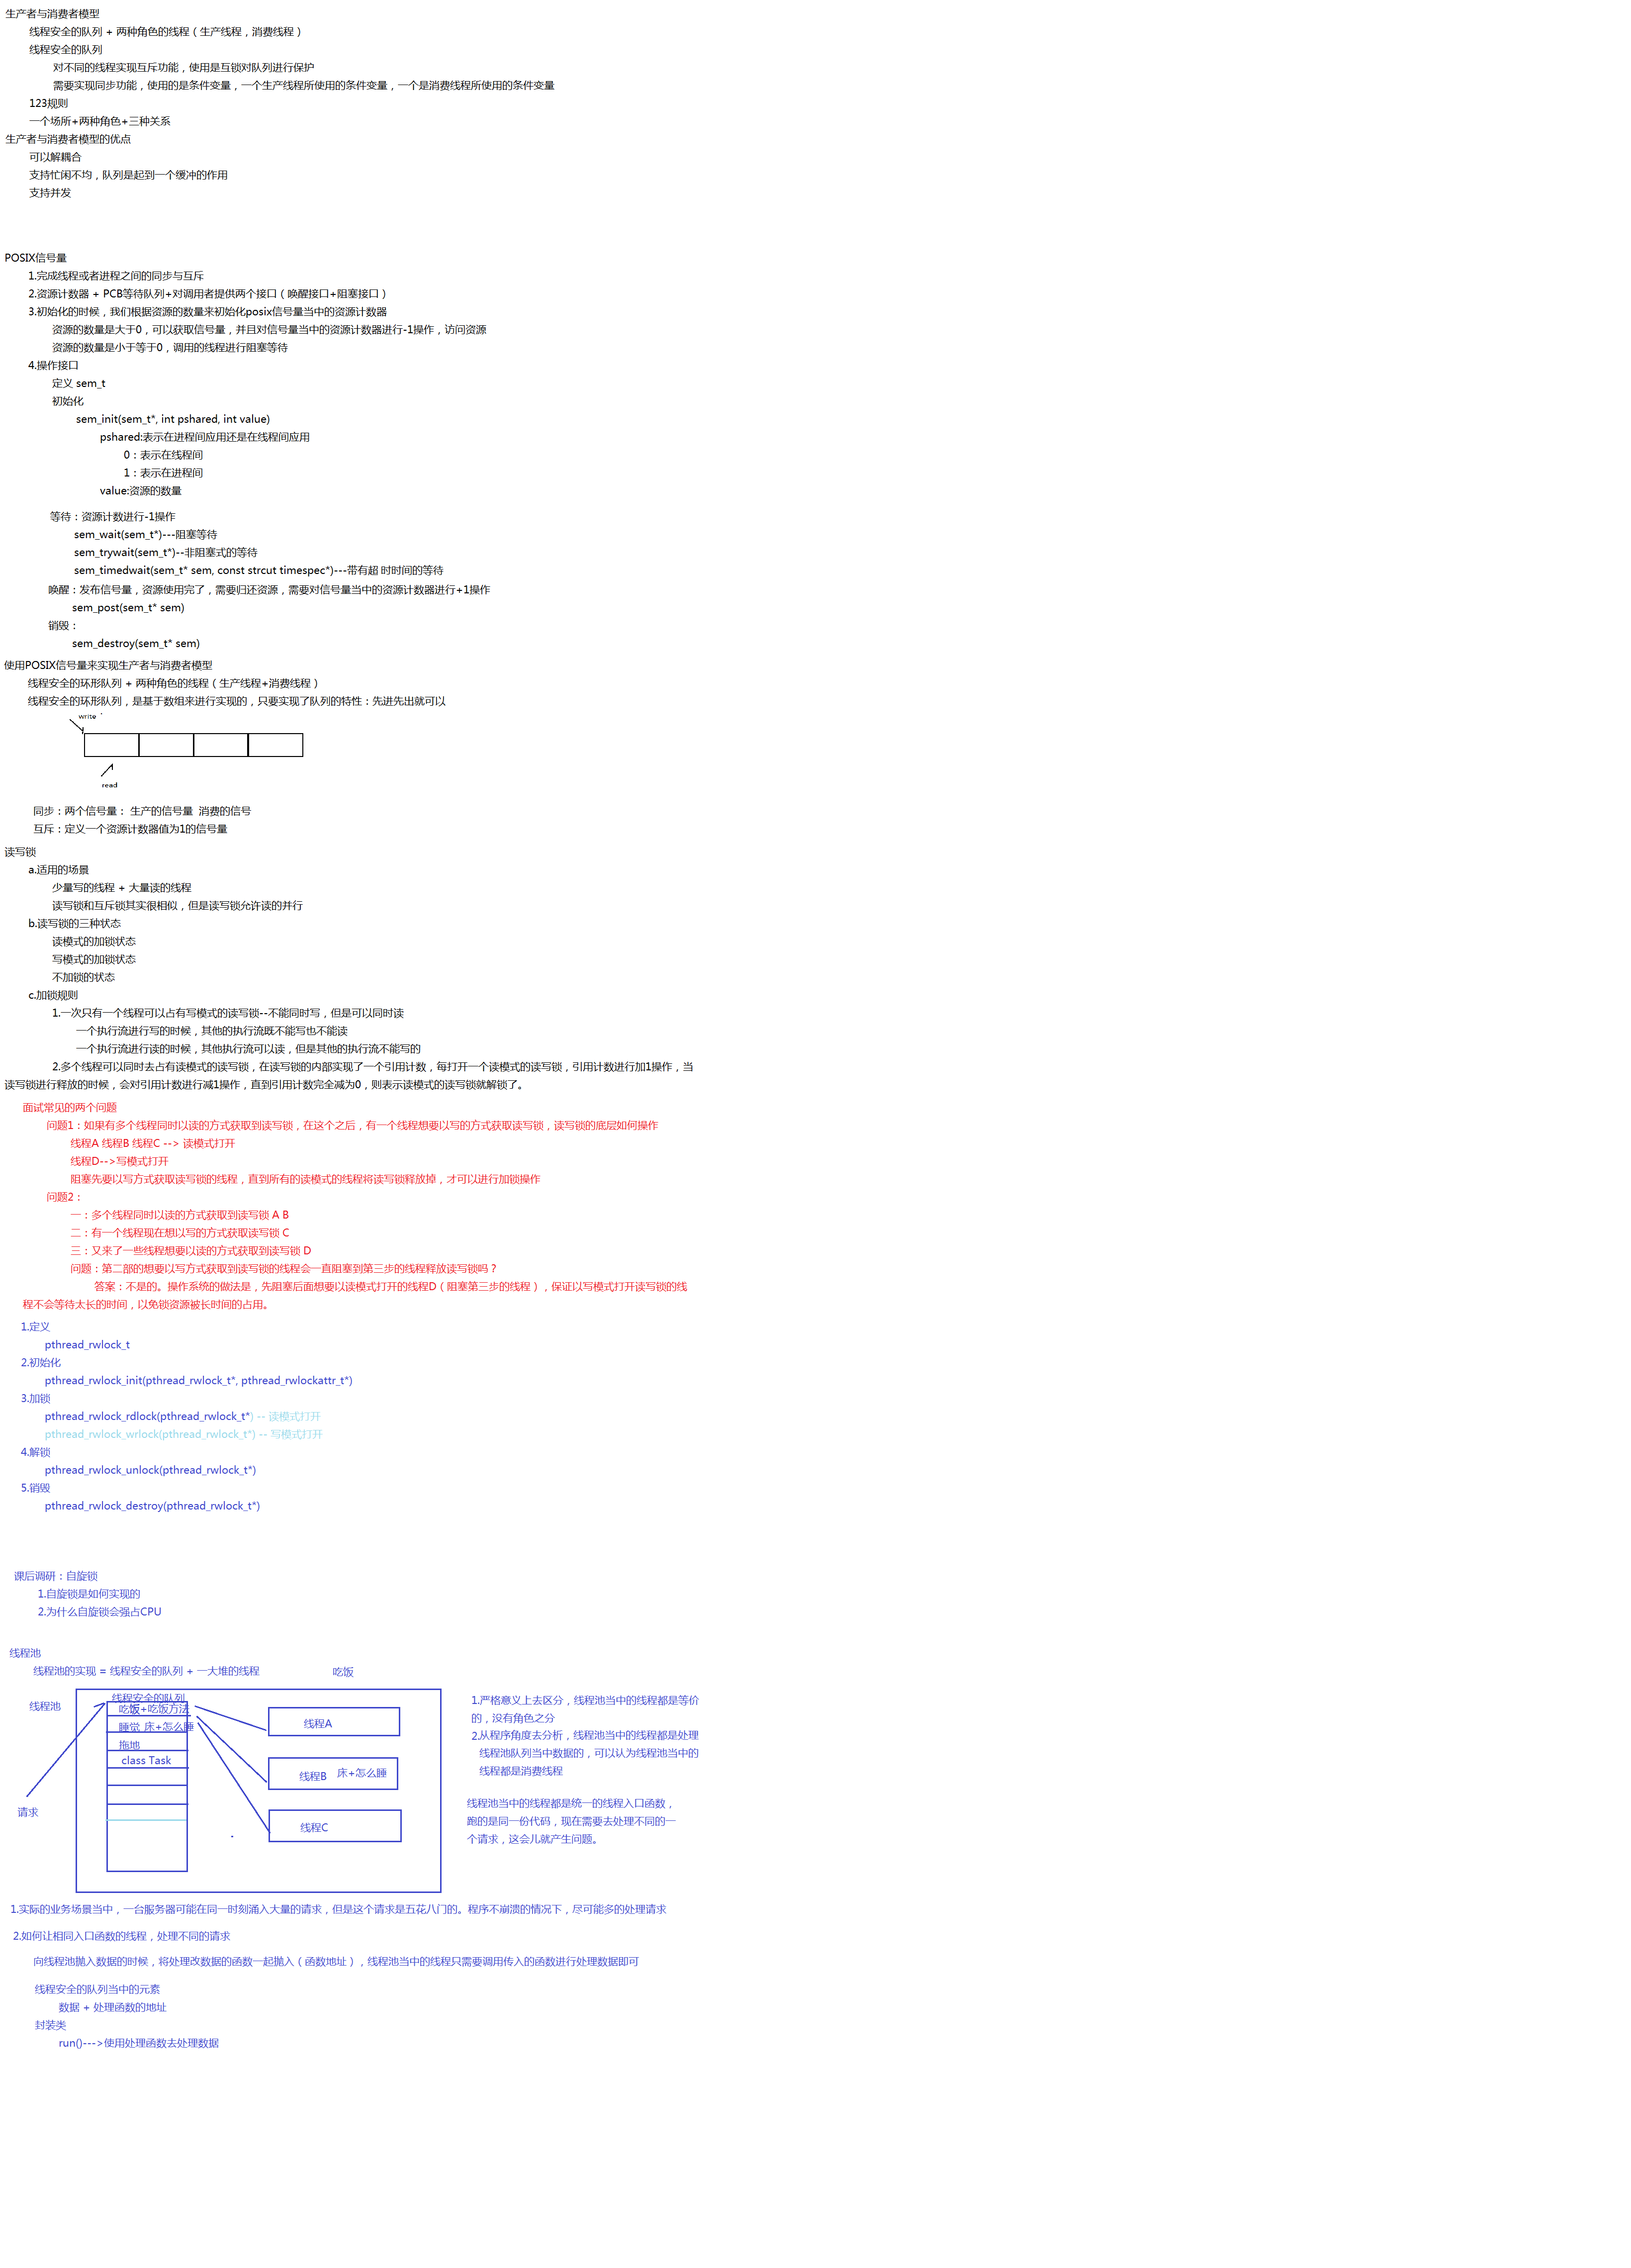 生产者与消费者模型
线程安全的队列 + 两种角色的线程（生产线程，消费线程）
线程安全的队列
对不同的线程实现互斥功能，使用是互锁对队列进行保护
需要实现同步功能，使用的是条件变量，一个生产线程所使用的条件变量，一个是消费线程所使用的条件变量
123规则
一个场所+两种角色+三种关系
生产者与消费者模型的优点
可以解耦合
支持忙闲不均，队列是起到一个缓冲的作用
支持并发
POSIX信号量
1.完成线程或者进程之间的同步与互斥
2.资源计数器 + PCB等待队列+对调用者提供两个接口（唤醒接口+阻塞接口）
3.初始化的时候，我们根据资源的数量来初始化posix信号量当中的资源计数器
资源的数量是大于0，可以获取信号量，并且对信号量当中的资源计数器进行-1操作，访问资源
资源的数量是小于等于0，调用的线程进行阻塞等待
4.操作接口
定义 sem_t
初始化
sem_init(sem_t*, int pshared, int value)
pshared:表示在进程间应用还是在线程间应用
0：表示在线程间
1：表示在进程间
value:资源的数量
等待：资源计数进行-1操作
sem_wait(sem_t*)---阻塞等待
sem_trywait(sem_t*)--非阻塞式的等待
sem_timedwait(sem_t* sem, const strcut timespec*)---带有超 时时间的等待
唤醒：发布信号量，资源使用完了，需要归还资源，需要对信号量当中的资源计数器进行+1操作
sem_post(sem_t* sem)
销毁：
sem_destroy(sem_t* sem)
使用POSIX信号量来实现生产者与消费者模型
线程安全的环形队列 + 两种角色的线程（生产线程+消费线程）
线程安全的环形队列，是基于数组来进行实现的，只要实现了队列的特性：先进先出就可以
write
read
同步：两个信号量： 生产的信号量 消费的信号
互斥：定义一个资源计数器值为1的信号量
读写锁
a.适用的场景
少量写的线程 + 大量读的线程
读写锁和互斥锁其实很相似，但是读写锁允许读的并行
b.读写锁的三种状态
读模式的加锁状态
写模式的加锁状态
不加锁的状态
c.加锁规则
1.一次只有一个线程可以占有写模式的读写锁--不能同时写，但是可以同时读
一个执行流进行写的时候，其他的执行流既不能写也不能读
一个执行流进行读的时候，其他执行流可以读，但是其他的执行流不能写的
2.多个线程可以同时去占有读模式的读写锁，在读写锁的内部实现了一个引用计数，每打开一个读模式的读写锁，引用计数进行加1操作，当
读写锁进行释放的时候，会对引用计数进行减1操作，直到引用计数完全减为0，则表示读模式的读写锁就解锁了。
面试常见的两个问题
问题1：如果有多个线程同时以读的方式获取到读写锁，在这个之后，有一个线程想要以写的方式获取读写锁，读写锁的底层如何操作
线程A 线程B 线程C --> 读模式打开
线程D-->写模式打开
阻塞先要以写方式获取读写锁的线程，直到所有的读模式的线程将读写锁释放掉，才可以进行加锁操作
问题2：
一：多个线程同时以读的方式获取到读写锁 A B
二：有一个线程现在想以写的方式获取读写锁 C
三：又来了一些线程想要以读的方式获取到读写锁 D
问题：第二部的想要以写方式获取到读写锁的线程会一直阻塞到第三步的线程释放读写锁吗？
答案：不是的。操作系统的做法是，先阻塞后面想要以读模式打开的线程D（阻塞第三步的线程），保证以写模式打开读写锁的线
程不会等待太长的时间，以免锁资源被长时间的占用。
1.定义
pthread_rwlock_t
2.初始化
pthread_rwlock_init(pthread_rwlock_t*, pthread_rwlockattr_t*)
3.加锁
pthread_rwlock_rdlock(pthread_rwlock_t*) -- 读模式打开
pthread_rwlock_wrlock(pthread_rwlock_t*) -- 写模式打开
4.解锁
pthread_rwlock_unlock(pthread_rwlock_t*)
5.销毁
pthread_rwlock_destroy(pthread_rwlock_t*)
课后调研：自旋锁
1.自旋锁是如何实现的
2.为什么自旋锁会强占CPU
线程池
线程池的实现 = 线程安全的队列 + 一大堆的线程
吃饭
线程池
线程安全的队列
吃饭+吃饭方法
睡觉 床+怎么睡
拖地
class Task
请求
线程A
线程B
床+怎么睡
线程C
1.严格意义上去区分，线程池当中的线程都是等价
的，没有角色之分
2.从程序角度去分析，线程池当中的线程都是处理
线程池队列当中数据的，可以认为线程池当中的
线程都是消费线程
线程池当中的线程都是统一的线程入口函数，
跑的是同一份代码，现在需要去处理不同的一
个请求，这会儿就产生问题。
1.实际的业务场景当中，一台服务器可能在同一时刻涌入大量的请求，但是这个请求是五花八门的。程序不崩溃的情况下，尽可能多的处理请求
2.如何让相同入口函数的线程，处理不同的请求
向线程池抛入数据的时候，将处理改数据的函数一起抛入（函数地址），线程池当中的线程只需要调用传入的函数进行处理数据即可
线程安全的队列当中的元素
数据 + 处理函数的地址
封装类
run()--->使用处理函数去处理数据